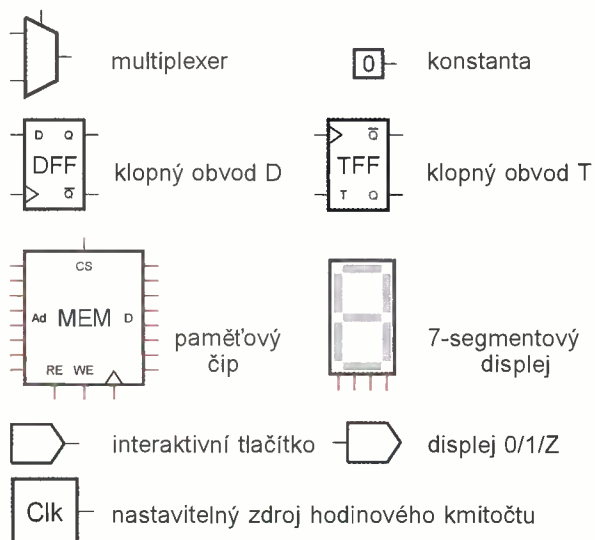 multiplexer
0 konstanta
D Q
DFF
Q̅
klopný obvod D
Q̅
TFF
T Q
klopný obvod T
CS
Ad MEM D
RE WE
paměťový
čip
7-segmentový
displej
interaktivní tlačítko
displej 0/1/Z
Clk nastavitelný zdroj hodinového kmitočtu